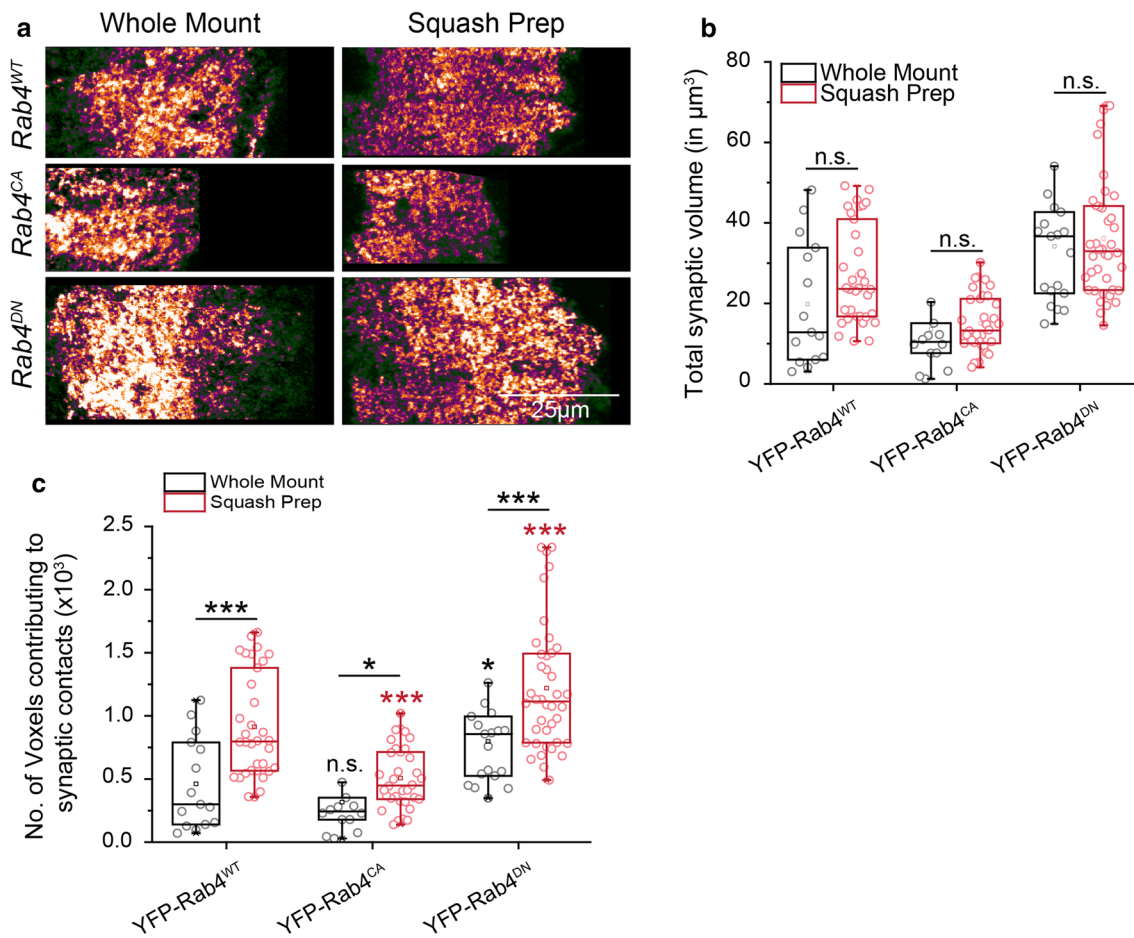 a
Whole Mount
Squash Prep
Rab4WT
Rab4CA
Rab4DN
25μm
b
Total synaptic volume (in μm³)
80
60
40
20
0
Whole Mount
Squash Prep
n.s.
n.s.
n.s.
YFP-Rab4WT
YFP-Rab4CA
YFP-Rab4DN
c
No. of Voxels contributing to
synaptic contacts (x10³)
2.5
2.0
1.5
1.0
0.5
0.0
Whole Mount
Squash Prep
***
n.s.
*
***
*
***
***
YFP-Rab4WT
YFP-Rab4CA
YFP-Rab4DN